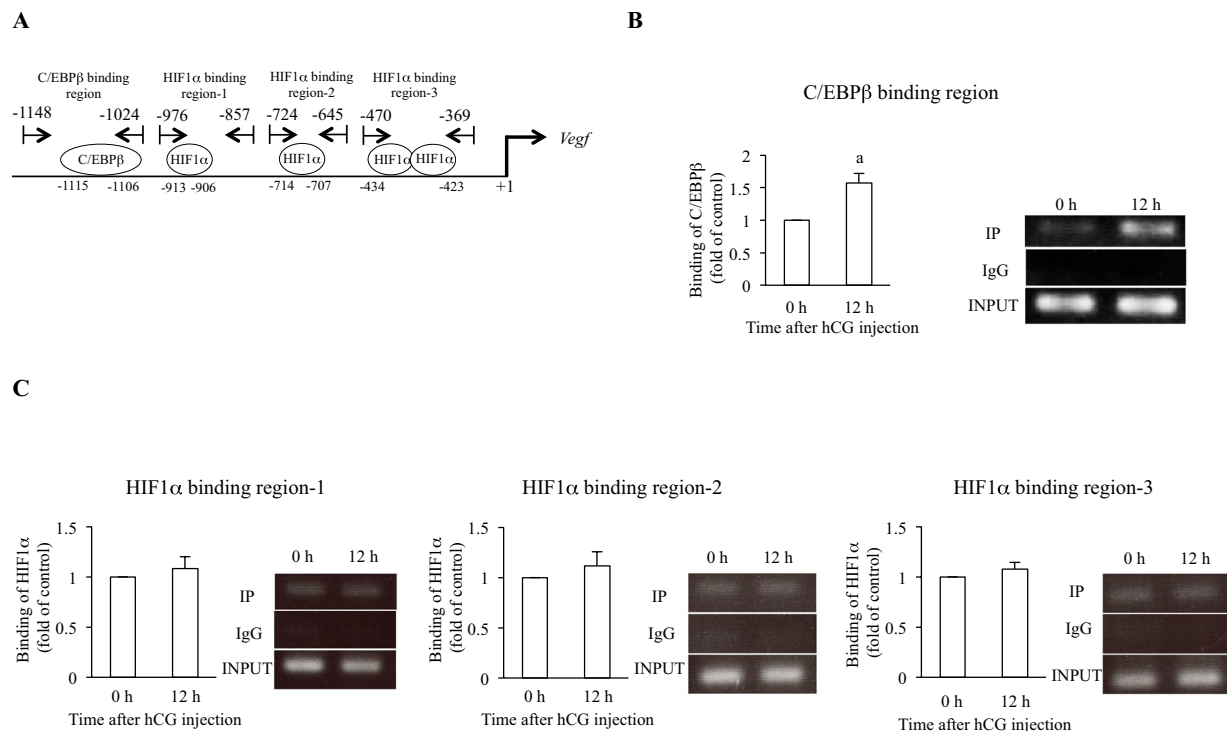 A
C/EBPβ binding region
HIF1α binding region-1
HIF1α binding region-2
HIF1α binding region-3
-1148 -1024 -976 -857 -724 -645 -470 -369
C/EBPβ HIF1α HIF1α HIF1α HIF1α
Vegf
-1115 -1106 -913 -906 -714 -707 -434 -423 +1
B
C/EBPβ binding region
Binding of C/EBPβ
(fold of control)
2
1.5
1
0.5
0
a
0 h 12 h
Time after hCG injection
0 h 12 h
IP
IgG
INPUT
C
HIF1α binding region-1
Binding of HIF1α
(fold of control)
1.5
1
0.5
0
0 h 12 h
Time after hCG injection
0 h 12 h
IP
IgG
INPUT
HIF1α binding region-2
Binding of HIF1α
(fold of control)
1.5
1
0.5
0
0 h 12 h
Time after hCG injection
0 h 12 h
IP
IgG
INPUT
HIF1α binding region-3
Binding of HIF1α
(fold of control)
1.5
1
0.5
0
0 h 12 h
Time after hCG injection
0 h 12 h
IP
IgG
INPUT